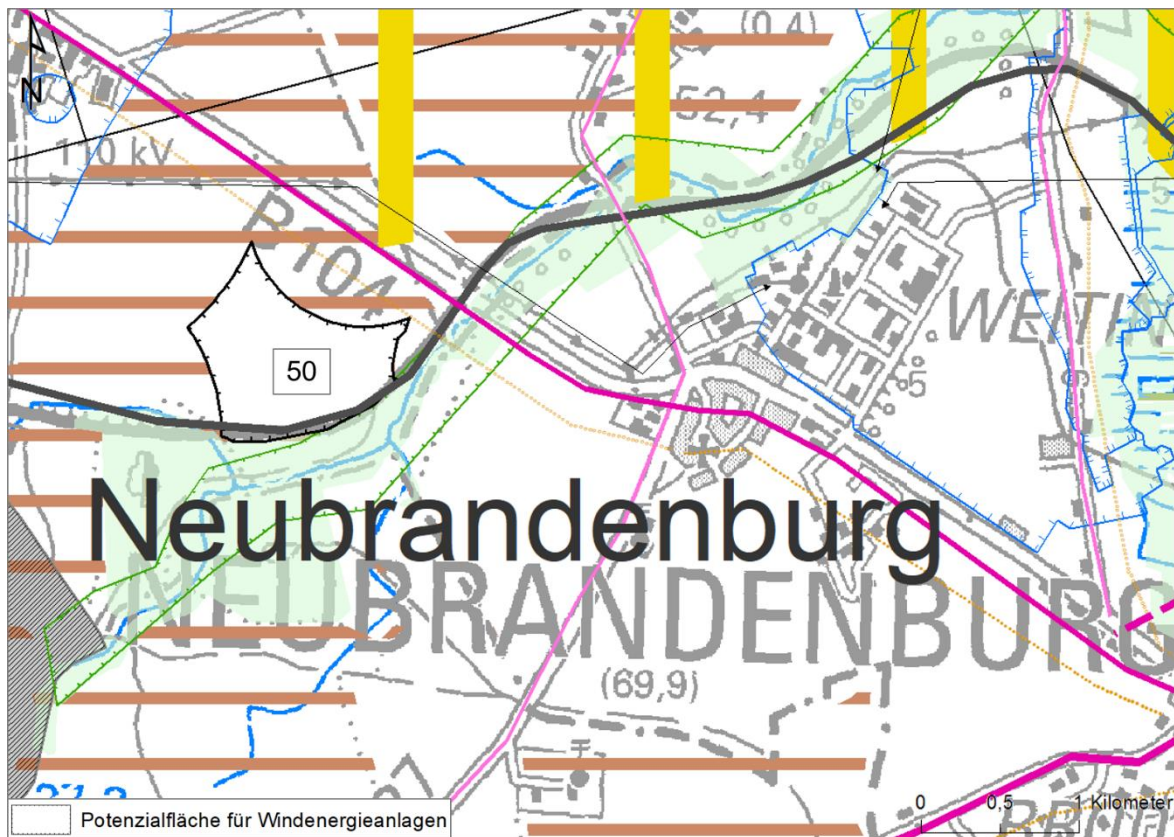 (0,4)
52,4
N
110 kV
B 104
WEITIN
50
5
Neubrandenburg
NEUBRANDENBURG
(69,9)
0 0,5 1 Kilometer
Potenzialfläche für Windenergieanlagen